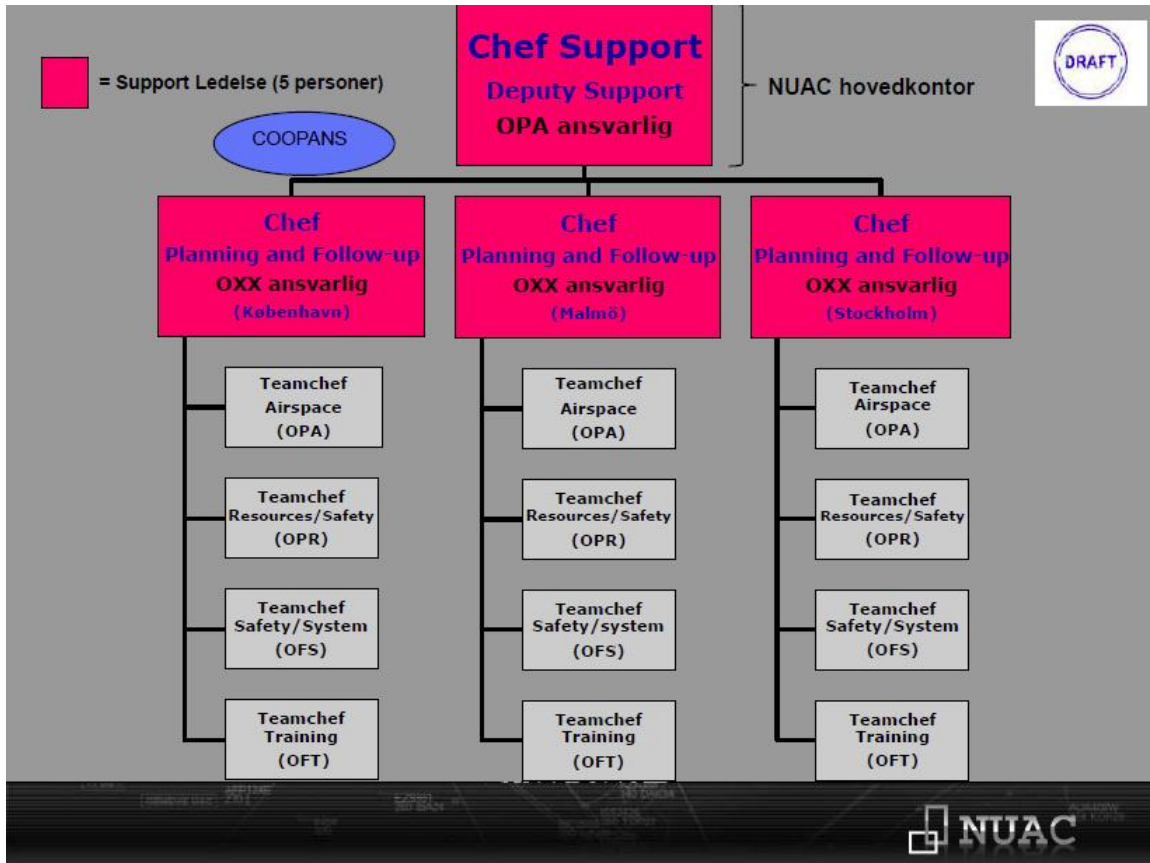 Chef Support
Deputy Support
OPA ansvarlig
NUAC hovedkontor
DRAFT
= Support Ledelse (5 personer)
COOPANS
Chef
Planning and Follow-up
OXX ansvarlig
(København)
Chef
Planning and Follow-up
OXX ansvarlig
(Malmö)
Chef
Planning and Follow-up
OXX ansvarlig
(Stockholm)
Teamchef
Airspace
(OPA)
Teamchef
Airspace
(OPA)
Teamchef
Airspace
(OPA)
Teamchef
Resources/Safety
(OPR)
Teamchef
Resources/Safety
(OPR)
Teamchef
Resources/Safety
(OPR)
Teamchef
Safety/System
(OFS)
Teamchef
Safety/system
(OFS)
Teamchef
Safety/System
(OFS)
Teamchef
Training
(OFT)
Teamchef
Training
(OFT)
Teamchef
Training
(OFT)
NUAC